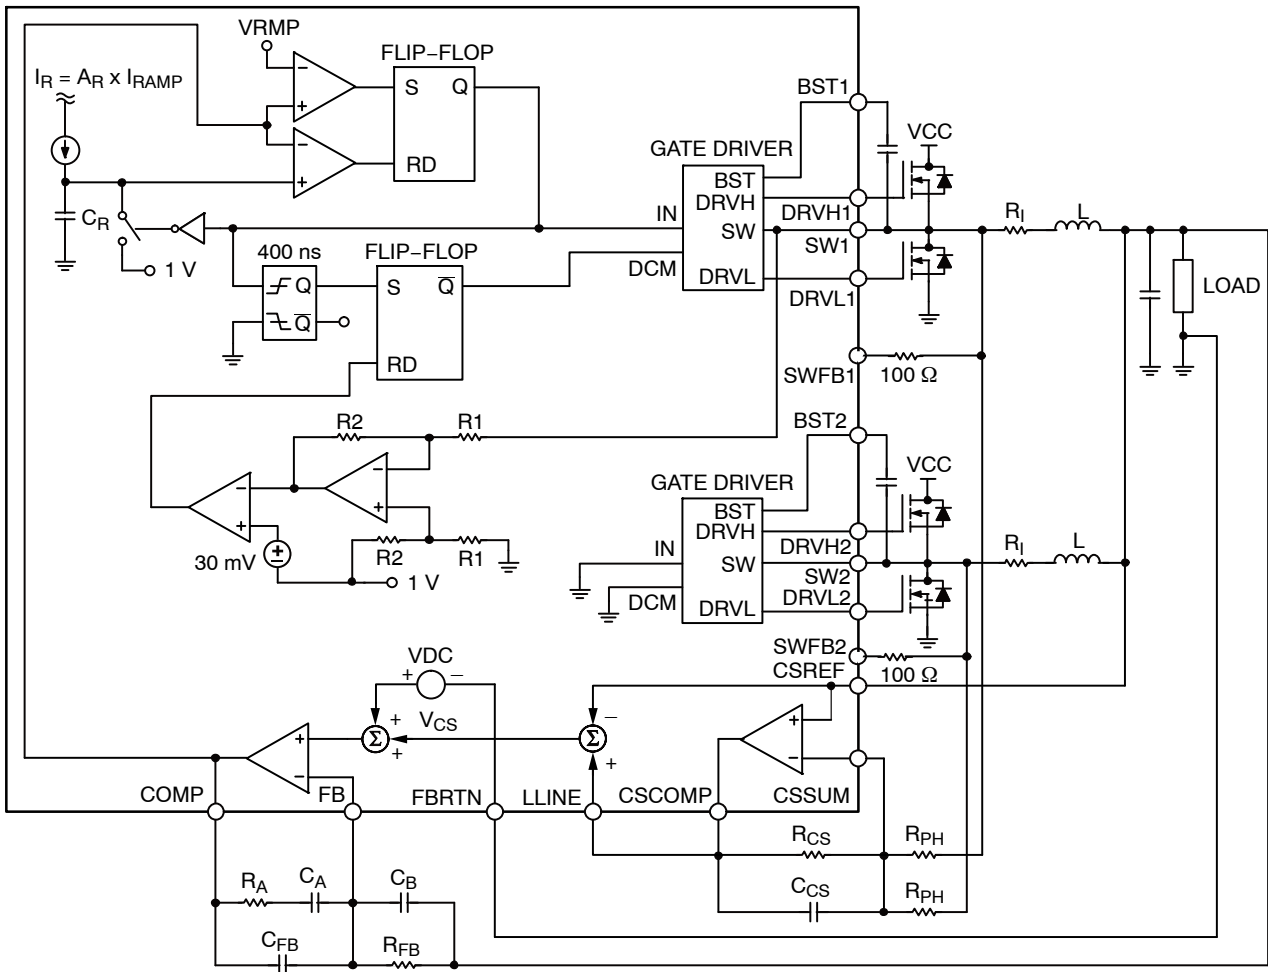 VRMP
FLIP−FLOP
I_R = A_R x I_RAMP
S
Q
RD
−
+
−
+
C_R
1 V
400 ns
Q
Q̅
FLIP−FLOP
S
Q̅
RD
GATE DRIVER
IN
DCM
BST
DRVH
SW
DRVL
BST1
DRVH1
SW1
DRVL1
VCC
R_I
L
LOAD
SWFB1
100 Ω
R2
R1
−
+
−
+
30 mV
R2
R1
1 V
GATE DRIVER
IN
DCM
BST
DRVH
SW
DRVL
BST2
DRVH2
SW2
DRVL2
VCC
R_I
L
SWFB2
100 Ω
CSREF
VDC
+
−
V_CS
Σ
+
+
Σ
−
+
+
−
+
−
COMP
FB
FBRTN
LLINE
CSCOMP
CSSUM
R_CS
R_PH
C_CS
R_PH
R_A
C_A
C_B
C_FB
R_FB